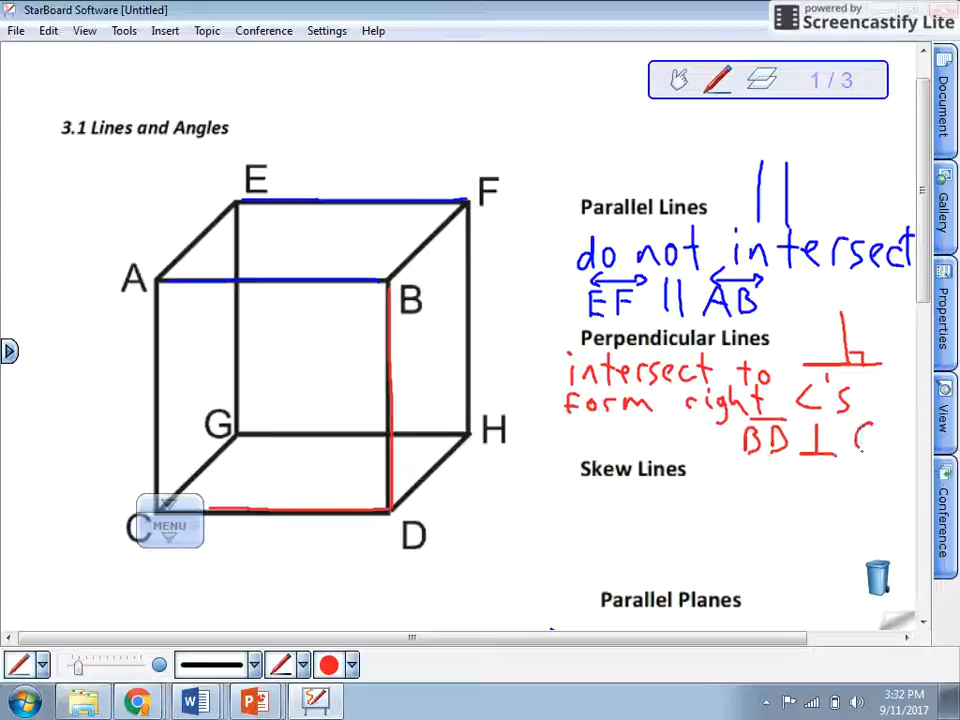 StarBoard Software [Untitled]
powered by
Screencastify Lite
File Edit View Tools Insert Topic Conference Settings Help
1 / 3
3.1 Lines and Angles
E
F
A
B
G
H
C
D
MENU
Parallel Lines
do not intersect
EF || AB
Perpendicular Lines
intersect to
form right <'s
BD ⊥ C
Skew Lines
Parallel Planes
Document
Gallery
Properties
View
Conference
3:32 PM
9/11/2017